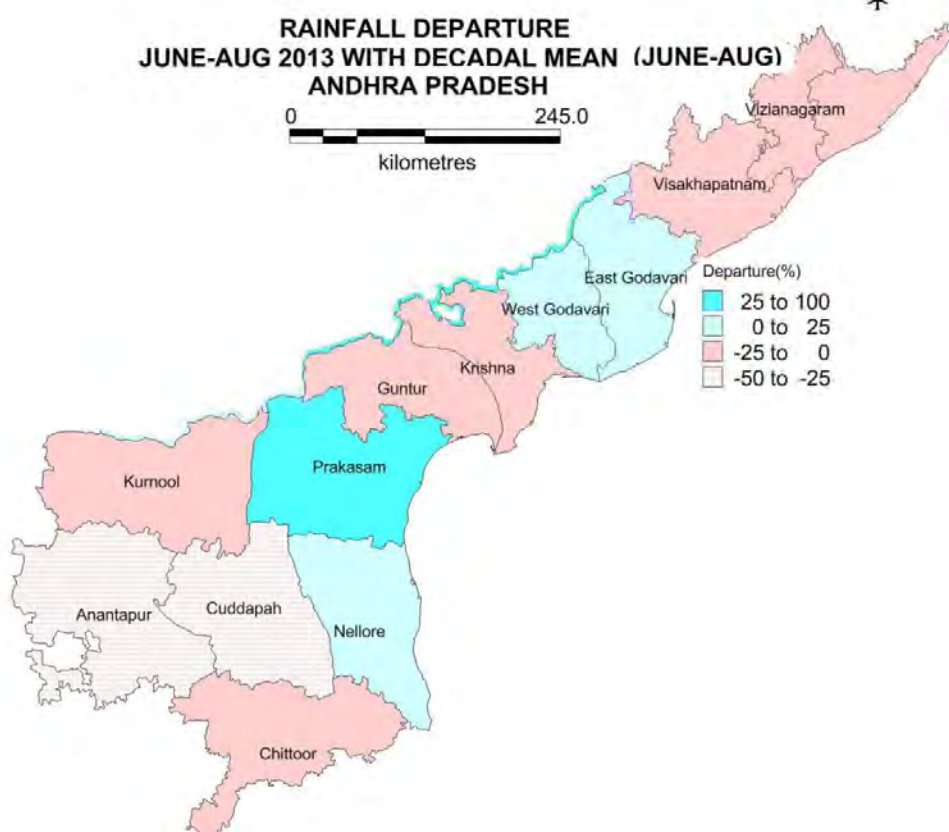 RAINFALL DEPARTURE
JUNE-AUG 2013 WITH DECADAL MEAN (JUNE-AUG)
ANDHRA PRADESH
0 245.0
kilometres
Vizianagaram
Visakhapatnam
East Godavari
West Godavari
Departure(%)
25 to 100
0 to 25
-25 to 0
-50 to -25
Krishna
Guntur
Prakasam
Kurnool
Anantapur
Cuddapah
Nellore
Chittoor